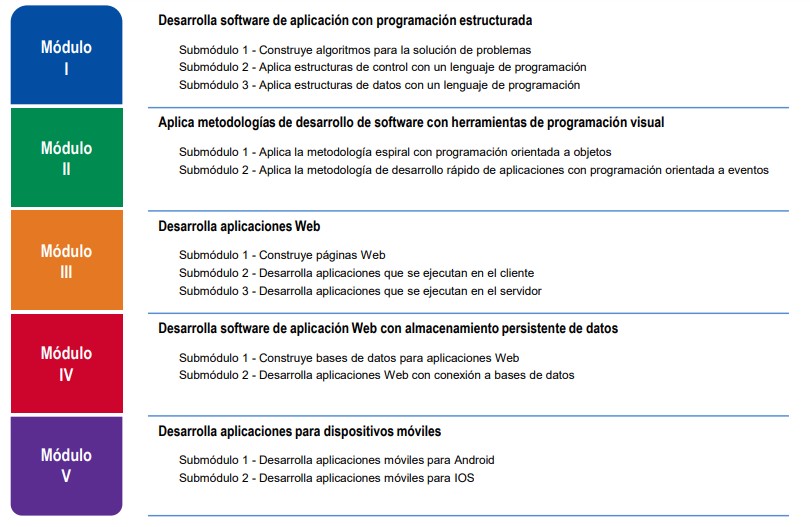 Módulo
I
Desarrolla software de aplicación con programación estructurada
Submódulo 1 - Construye algoritmos para la solución de problemas
Submódulo 2 - Aplica estructuras de control con un lenguaje de programación
Submódulo 3 - Aplica estructuras de datos con un lenguaje de programación
Módulo
II
Aplica metodologías de desarrollo de software con herramientas de programación visual
Submódulo 1 - Aplica la metodología espiral con programación orientada a objetos
Submódulo 2 - Aplica la metodología de desarrollo rápido de aplicaciones con programación orientada a eventos
Módulo
III
Desarrolla aplicaciones Web
Submódulo 1 - Construye páginas Web
Submódulo 2 - Desarrolla aplicaciones que se ejecutan en el cliente
Submódulo 3 - Desarrolla aplicaciones que se ejecutan en el servidor
Módulo
IV
Desarrolla software de aplicación Web con almacenamiento persistente de datos
Submódulo 1 - Construye bases de datos para aplicaciones Web
Submódulo 2 - Desarrolla aplicaciones Web con conexión a bases de datos
Módulo
V
Desarrolla aplicaciones para dispositivos móviles
Submódulo 1 - Desarrolla aplicaciones móviles para Android
Submódulo 2 - Desarrolla aplicaciones móviles para IOS